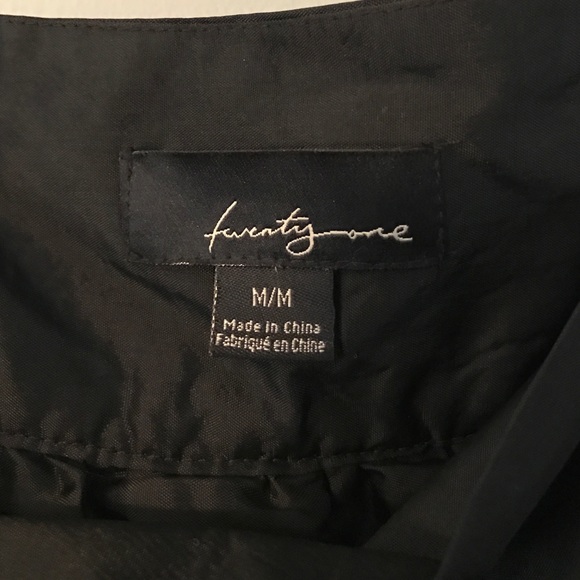 twenty one
M/M
Made in China
Fabriqué en Chine